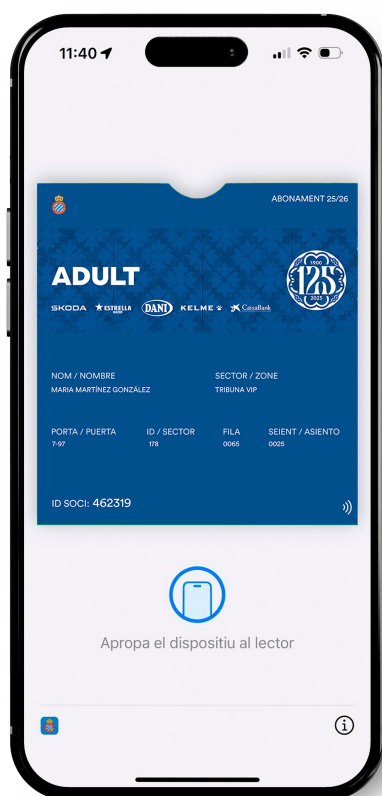 11:40
ABONAMENT 25/26
ADULT
1900
125
2025
SKODA ESTRELLA DAMM DANI KELME CaixaBank
NOM / NOMBRE SECTOR / ZONE
MARIA MARTÍNEZ GONZÁLEZ TRIBUNA VIP
PORTA / PUERTA ID / SECTOR FILA SEIENT / ASIENTO
7-97 178 0065 0025
ID SOCI: 462319
Apropa el dispositiu al lector